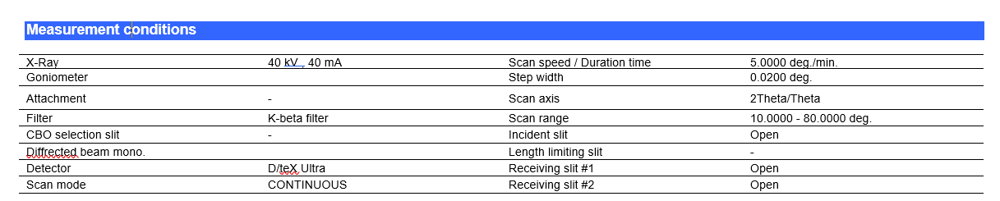 Measurement conditions
X-Ray 40 kV , 40 mA Scan speed / Duration time 5.0000 deg./min.
Goniometer Step width 0.0200 deg.
Attachment - Scan axis 2Theta/Theta
Filter K-beta filter Scan range 10.0000 - 80.0000 deg.
CBO selection slit - Incident slit Open
Diffrected beam mono. Length limiting slit -
Detector D/teX Ultra Receiving slit #1 Open
Scan mode CONTINUOUS Receiving slit #2 Open